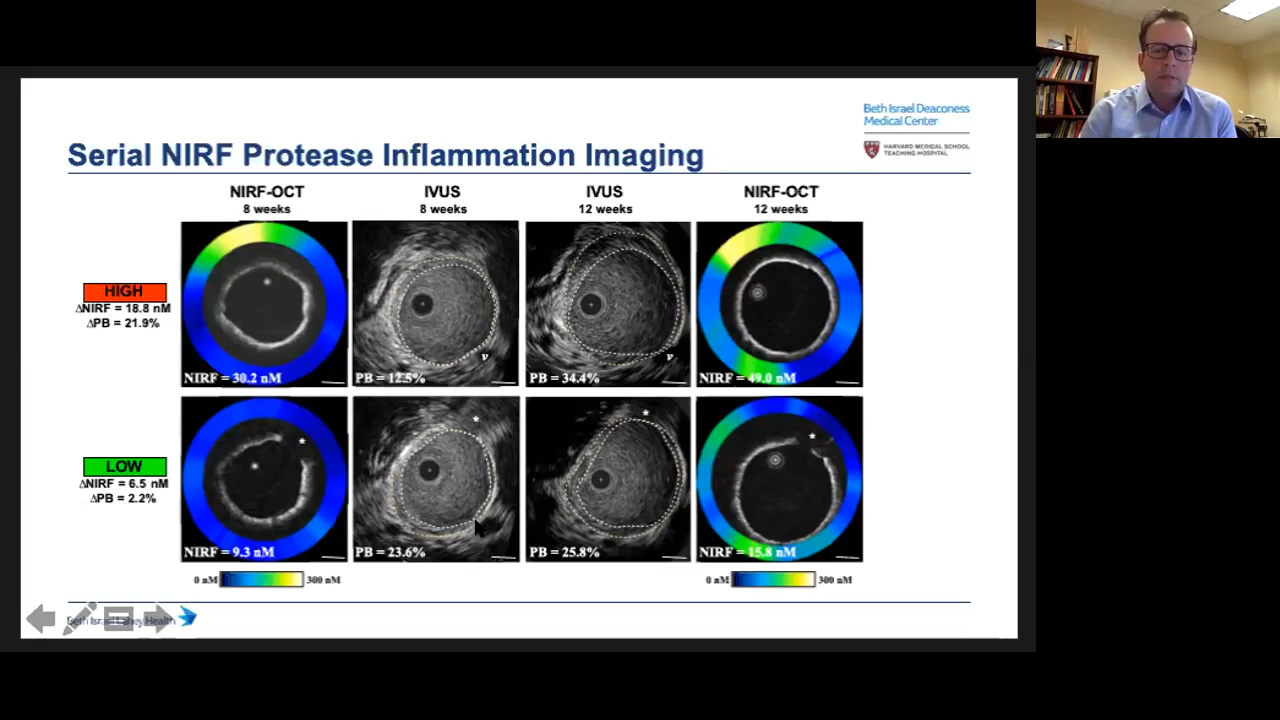 Beth Israel Deaconess
Medical Center
HARVARD MEDICAL SCHOOL
TEACHING HOSPITAL
Serial NIRF Protease Inflammation Imaging
NIRF-OCT
8 weeks
IVUS
8 weeks
IVUS
12 weeks
NIRF-OCT
12 weeks
HIGH
ΔNIRF = 18.8 nM
ΔPB = 21.9%
NIRF = 30.2 nM
v
PB = 12.5%
v
PB = 34.4%
NIRF = 49.0 nM
LOW
ΔNIRF = 6.5 nM
ΔPB = 2.2%
*
NIRF = 9.3 nM
*
PB = 23.6%
*
PB = 25.8%
*
NIRF = 15.8 nM
0 nM 300 nM
0 nM 300 nM
Beth Israel Lahey Health